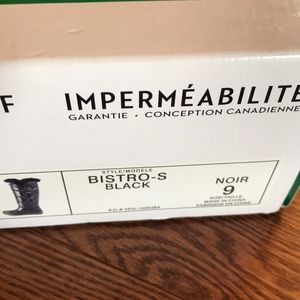 F
IMPERMÉABILITÉ
GARANTIE • CONCEPTION CANADIENNE
STYLE/MODÈLE
BISTRO-S
BLACK
NOIR
9
SIZE/TAILLE
MADE IN CHINA
FABRIQUÉ EN CHINE
P.O.#